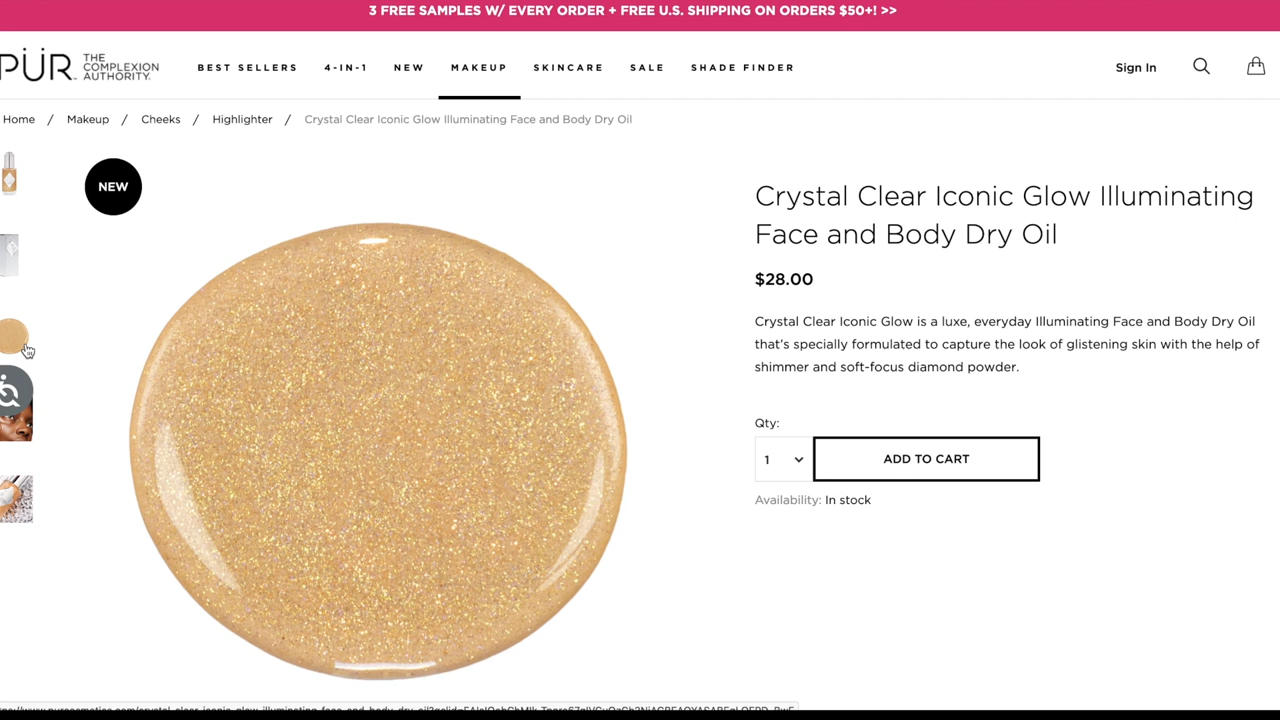 3 FREE SAMPLES W/ EVERY ORDER + FREE U.S. SHIPPING ON ORDERS $50+! >>
PÜR THE COMPLEXION AUTHORITY.
BEST SELLERS 4-IN-1 NEW MAKEUP SKINCARE SALE SHADE FINDER
Sign In
Home / Makeup / Cheeks / Highlighter / Crystal Clear Iconic Glow Illuminating Face and Body Dry Oil
NEW
Crystal Clear Iconic Glow Illuminating
Face and Body Dry Oil
$28.00
Crystal Clear Iconic Glow is a luxe, everyday Illuminating Face and Body Dry Oil
that's specially formulated to capture the look of glistening skin with the help of
shimmer and soft-focus diamond powder.
Qty:
1
ADD TO CART
Availability: In stock